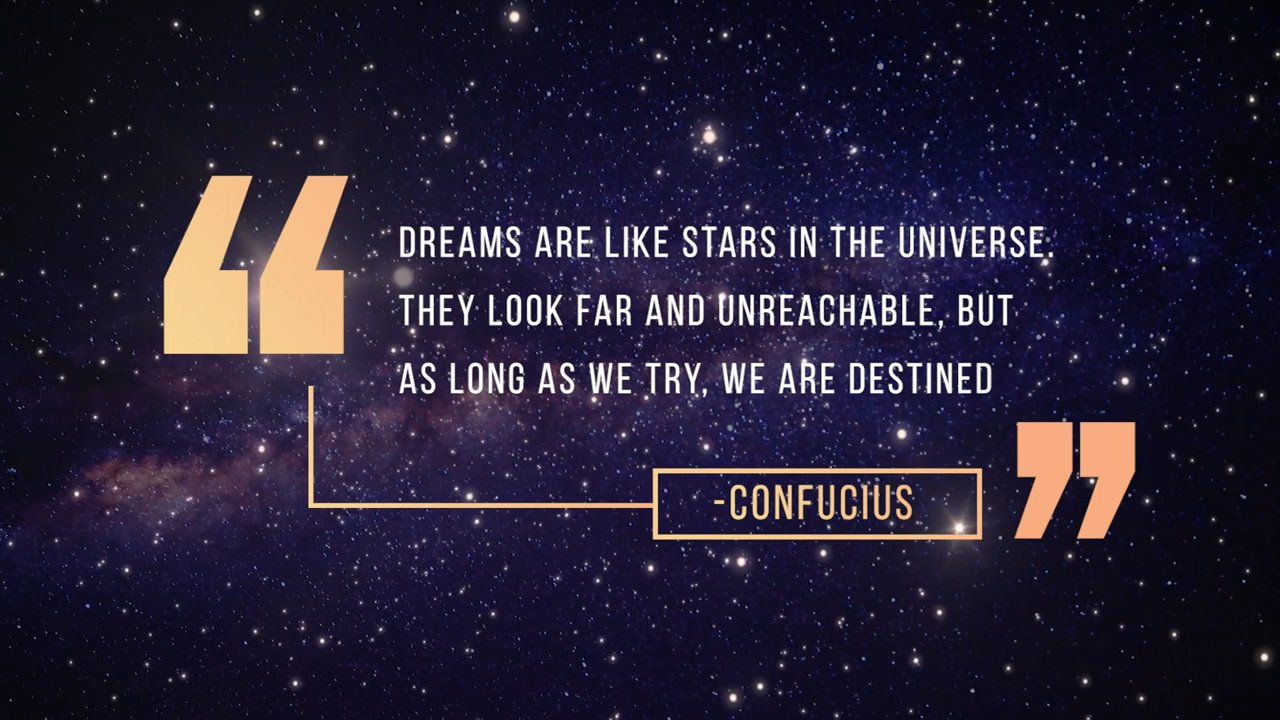 DREAMS ARE LIKE STARS IN THE UNIVERSE.
THEY LOOK FAR AND UNREACHABLE, BUT
AS LONG AS WE TRY, WE ARE DESTINED
-CONFUCIUS